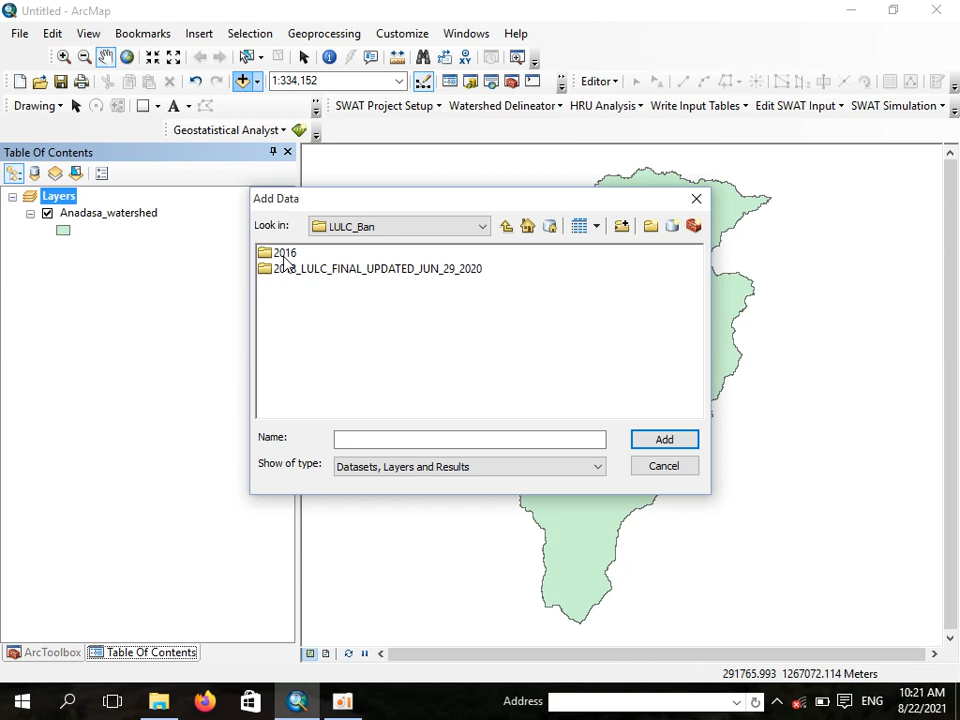 Untitled - ArcMap
File Edit View Bookmarks Insert Selection Geoprocessing Customize Windows Help
1:334,152
Editor
Drawing
SWAT Project Setup Watershed Delineator HRU Analysis Write Input Tables Edit SWAT Input SWAT Simulation
Geostatistical Analyst
Table Of Contents
Layers
Anadasa_watershed
Add Data
Look in: LULC_Ban
2016
_LULC_FINAL_UPDATED_JUN_29_2020
Name:
Add
Show of type: Datasets, Layers and Results
Cancel
ArcToolbox Table Of Contents
291765.993 1267072.114 Meters
Address
ENG
10:21 AM
8/22/2021